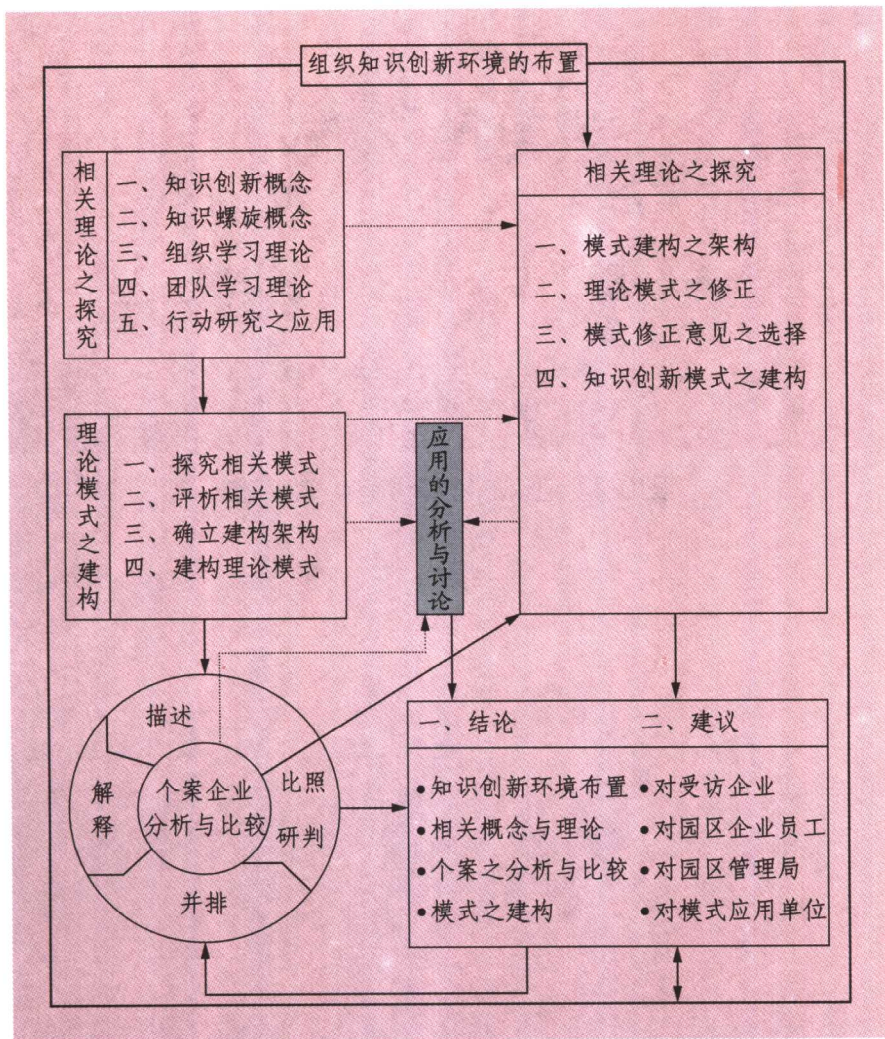 组织知识创新环境的布置
相关理论之探究
一、知识创新概念
二、知识螺旋概念
三、组织学习理论
四、团队学习理论
五、行动研究之应用
相关理论之探究
一、模式建构之架构
二、理论模式之修正
三、模式修正意见之选择
四、知识创新模式之建构
理论模式之建构
一、探究相关模式
二、评析相关模式
三、确立建构架构
四、建构理论模式
应用的分析与讨论
描述
解释
个案企业
分析与比较
比照
研判
并排
一、结论
•知识创新环境布置
•相关概念与理论
•个案之分析与比较
•模式之建构
二、建议
•对受访企业
•对园区企业员工
•对园区管理局
•对模式应用单位